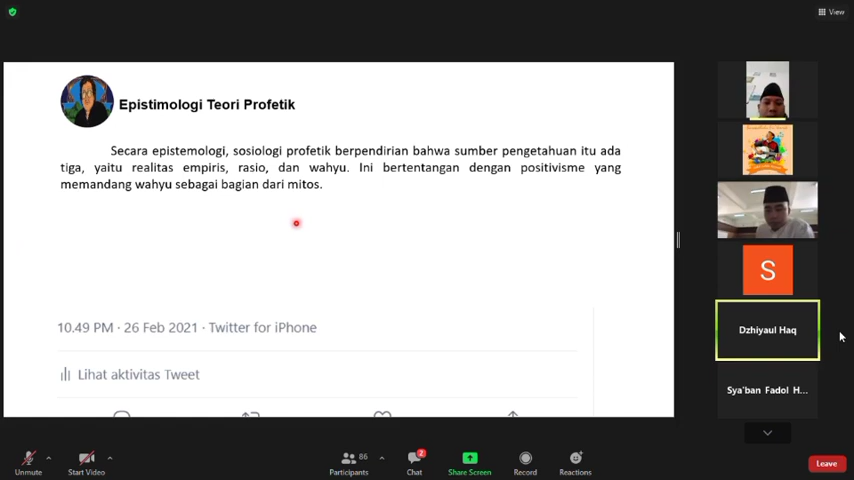 View
Epistimologi Teori Profetik
Secara epistemologi, sosiologi profetik berpendirian bahwa sumber pengetahuan itu ada
tiga, yaitu realitas empiris, rasio, dan wahyu. Ini bertentangan dengan positivisme yang
memandang wahyu sebagai bagian dari mitos.
10.49 PM · 26 Feb 2021 · Twitter for iPhone
Lihat aktivitas Tweet
S
Dzhiyaul Haq
Sya'ban Fadol H...
Unmute
Start Video
86
Participants
2
Chat
Share Screen
Record
Reactions
Leave